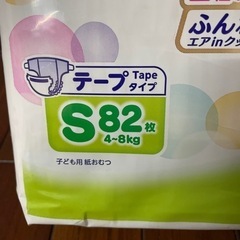 ふん
エアinク
テープ Tape
タイプ
S 82枚
4~8kg
子ども用 紙おむつ